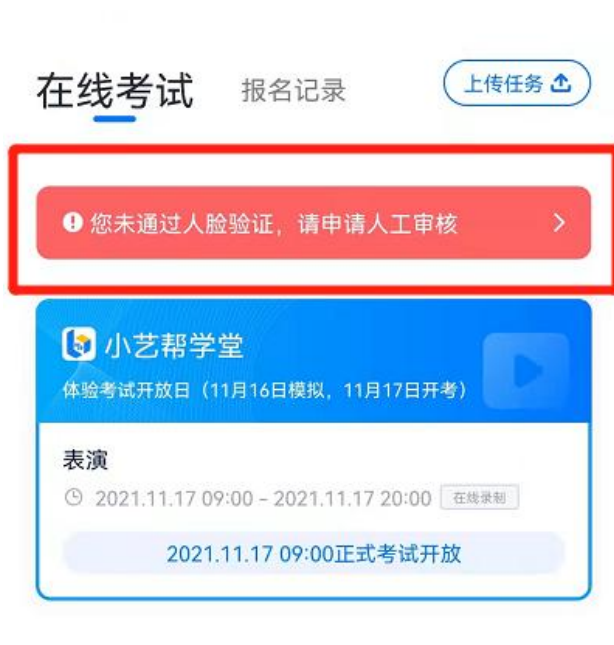 在线考试 报名记录 上传任务
您未通过人脸验证，请申请人工审核
小艺帮学堂
体验考试开放日（11月16日模拟，11月17日开考）
表演
2021.11.17 09:00 - 2021.11.17 20:00 在线录制
2021.11.17 09:00正式考试开放